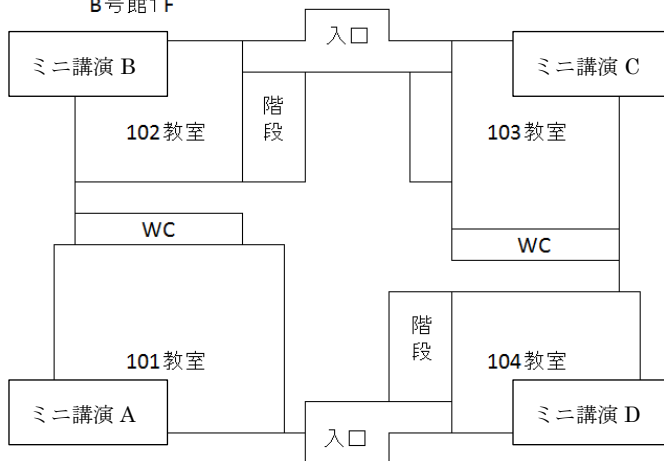 B号館1F
入口
ミニ講演 B
ミニ講演 C
階段
102教室
103教室
WC
WC
階段
101教室
104教室
ミニ講演 A
ミニ講演 D
入口